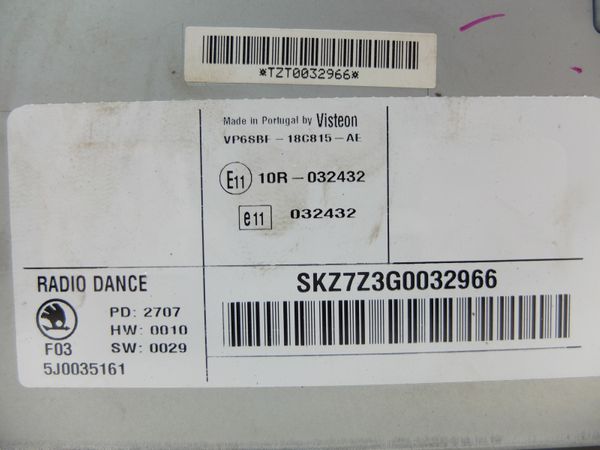 *TZT0032966*
Made in Portugal by Visteon
VP6SBF-18C815-AE
E11 10R-032432
e11 032432
RADIO DANCE
SKZ7Z3G0032966
PD: 2707
HW: 0010
F03 SW: 0029
5J0035161